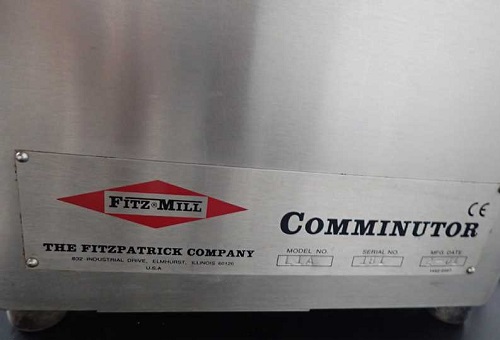 FITZ®MILL
CE
COMMINUTOR
THE FITZPATRICK COMPANY
832 INDUSTRIAL DRIVE, ELMHURST, ILLINOIS 60126
U.S.A.
MODEL NO.
SERIAL NO.
MFG. DATE
L1A